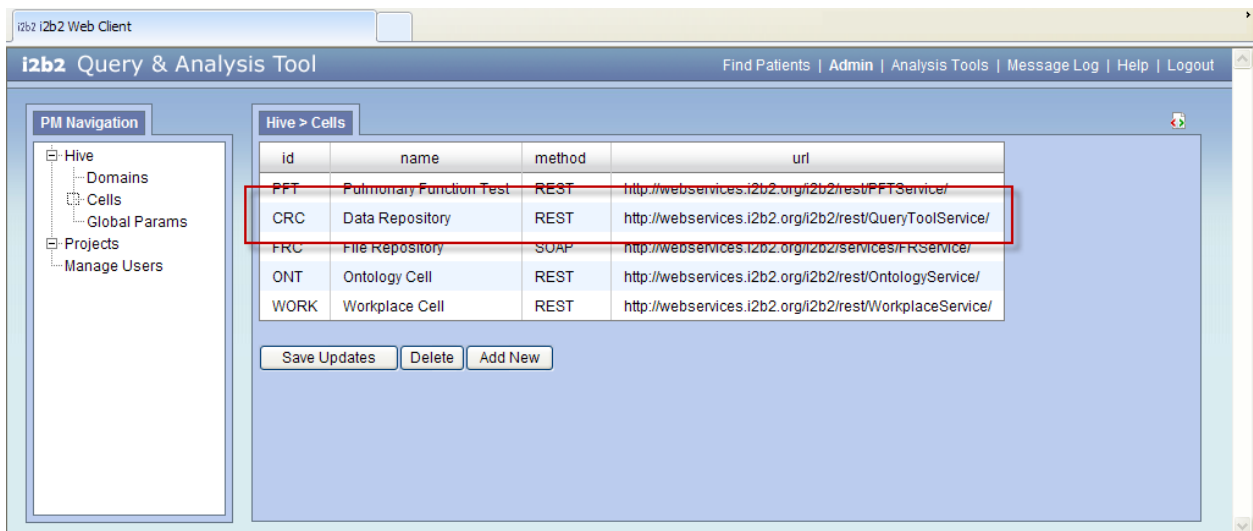 i2b2 i2b2 Web Client
i2b2 Query & Analysis Tool
Find Patients | Admin | Analysis Tools | Message Log | Help | Logout
PM Navigation
Hive
Domains
Cells
Global Params
Projects
Manage Users
Hive > Cells
id name method url
PFT Pulmonary Function Test REST http://webservices.i2b2.org/i2b2/rest/PFTService/
CRC Data Repository REST http://webservices.i2b2.org/i2b2/rest/QueryToolService/
FRC File Repository SOAP http://webservices.i2b2.org/i2b2/services/FRService/
ONT Ontology Cell REST http://webservices.i2b2.org/i2b2/rest/OntologyService/
WORK Workplace Cell REST http://webservices.i2b2.org/i2b2/rest/WorkplaceService/
Save Updates Delete Add New